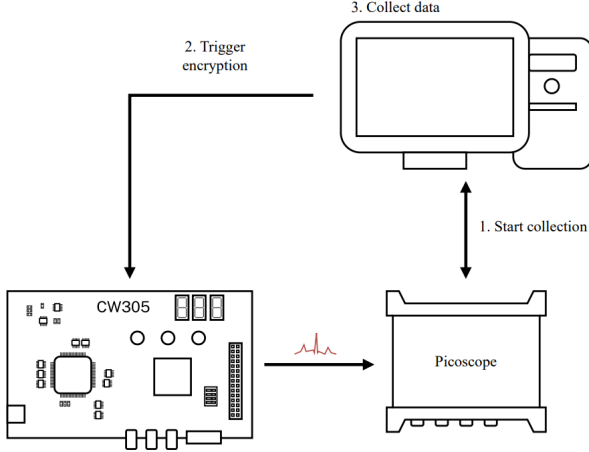 3. Collect data
2. Trigger
encryption
1. Start collection
CW305
Picoscope